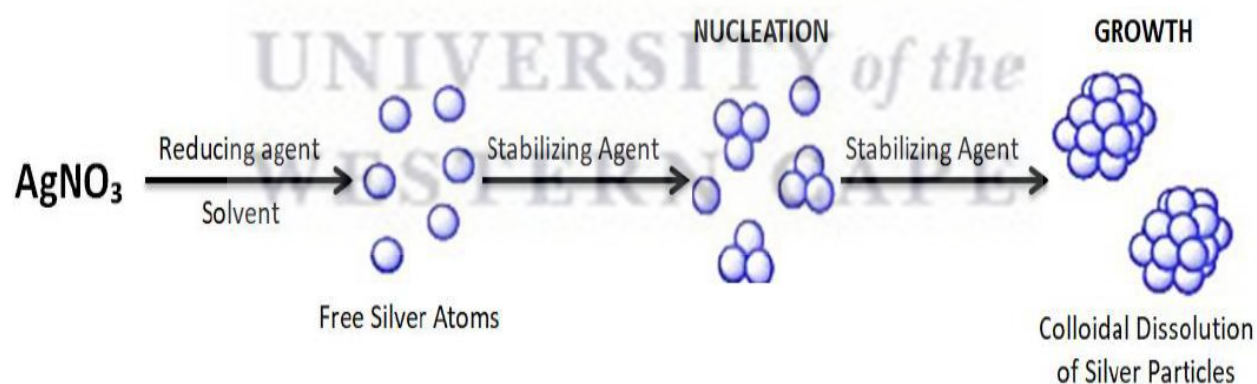 UNIVERSITY of the
WESTERN CAPE
NUCLEATION
GROWTH
AgNO₃
Reducing agent
Solvent
Free Silver Atoms
Stabilizing Agent
Stabilizing Agent
Colloidal Dissolution
of Silver Particles